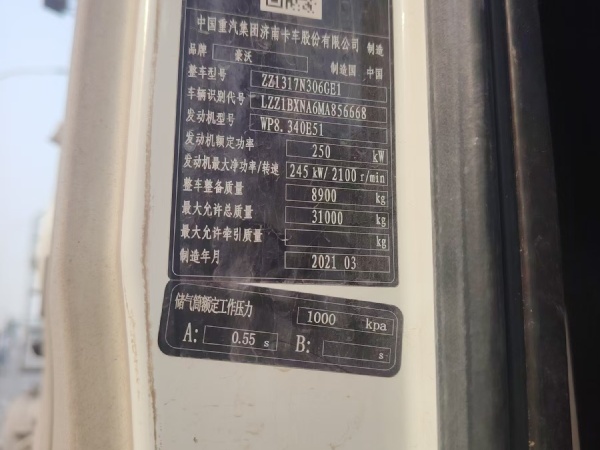 中国重汽集团济南卡车股份有限公司 制造
品牌 豪沃 制造国 中国
整车型号 ZZ1317N306GE1
车辆识别代号 LZZ1BXNA6MA856668
发动机型号 WP8.340E51
发动机额定功率 250 kW
发动机最大净功率/转速 245 kW/2100 r/min
整车整备质量 8900 kg
最大允许总质量 31000 kg
最大允许牵引质量 kg
制造年月 2021 03
储气筒额定工作压力 1000 kpa
A: 0.55 s B: s